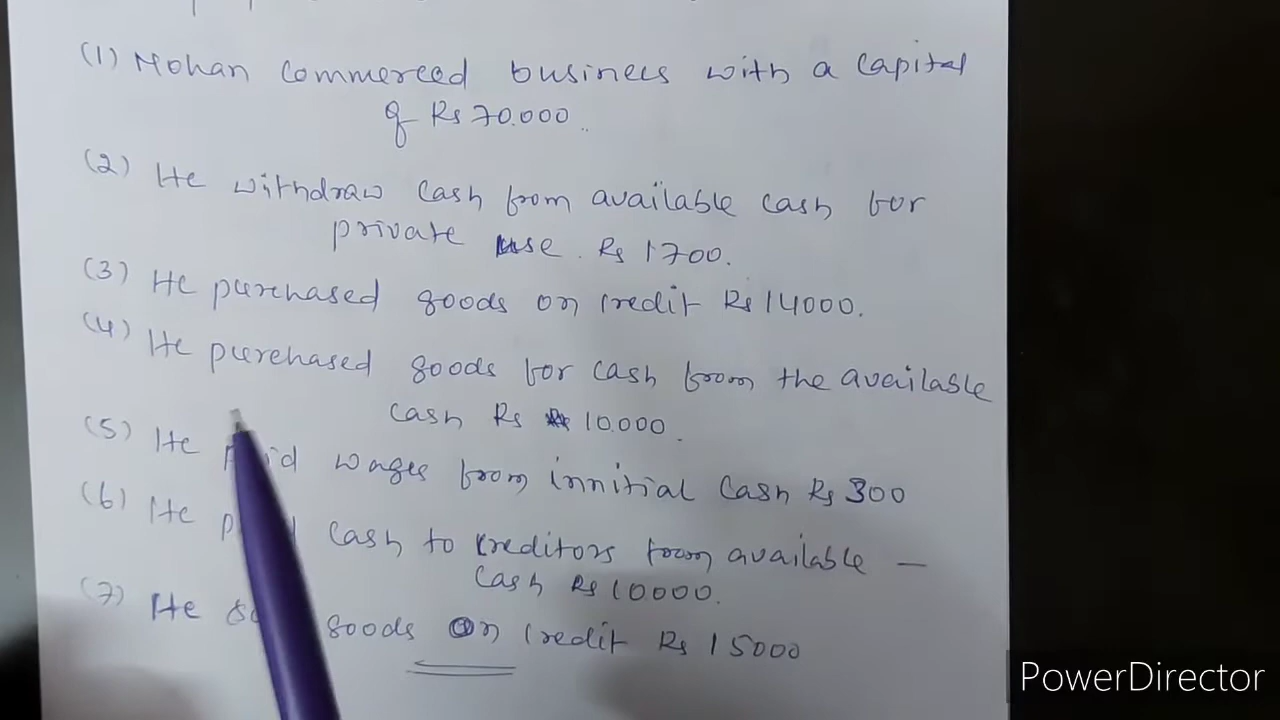 (1) Mohan commerced business with a capital
of Rs 70.000..
(2) He withdraw cash from available cash for
private use. Rs 1700.
(3) He purchased goods on credit Rs 14000.
(4) He purchased goods for cash from the available
cash Rs 10.000.
(5) He wages from innitial cash Rs 300
(6) He cash to creditors from available —
cash Rs 10000.
(7) He goods on credit Rs 15000
PowerDirector